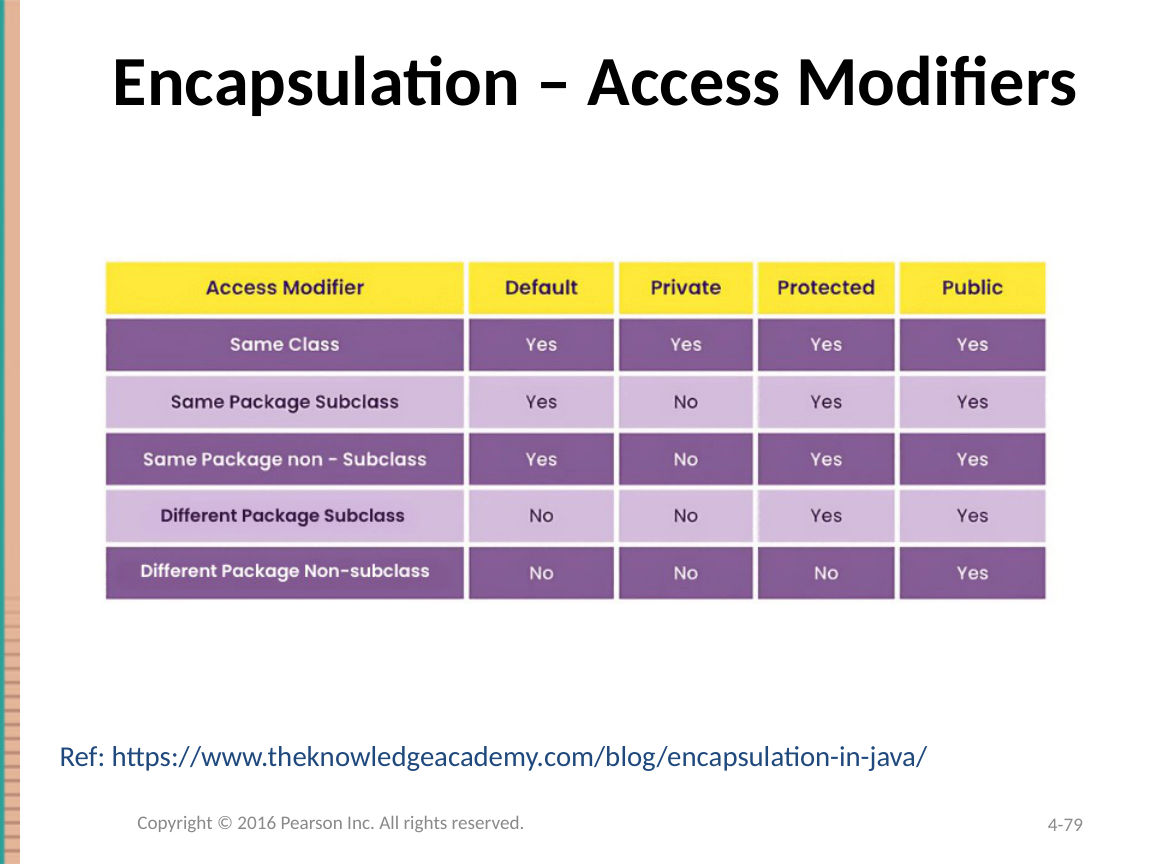 Encapsulation – Access Modifiers
Access Modifier Default Private Protected Public
Same Class Yes Yes Yes Yes
Same Package Subclass Yes No Yes Yes
Same Package non - Subclass Yes No Yes Yes
Different Package Subclass No No Yes Yes
Different Package Non-subclass No No No Yes
Ref: https://www.theknowledgeacademy.com/blog/encapsulation-in-java/
Copyright © 2016 Pearson Inc. All rights reserved.
4-79